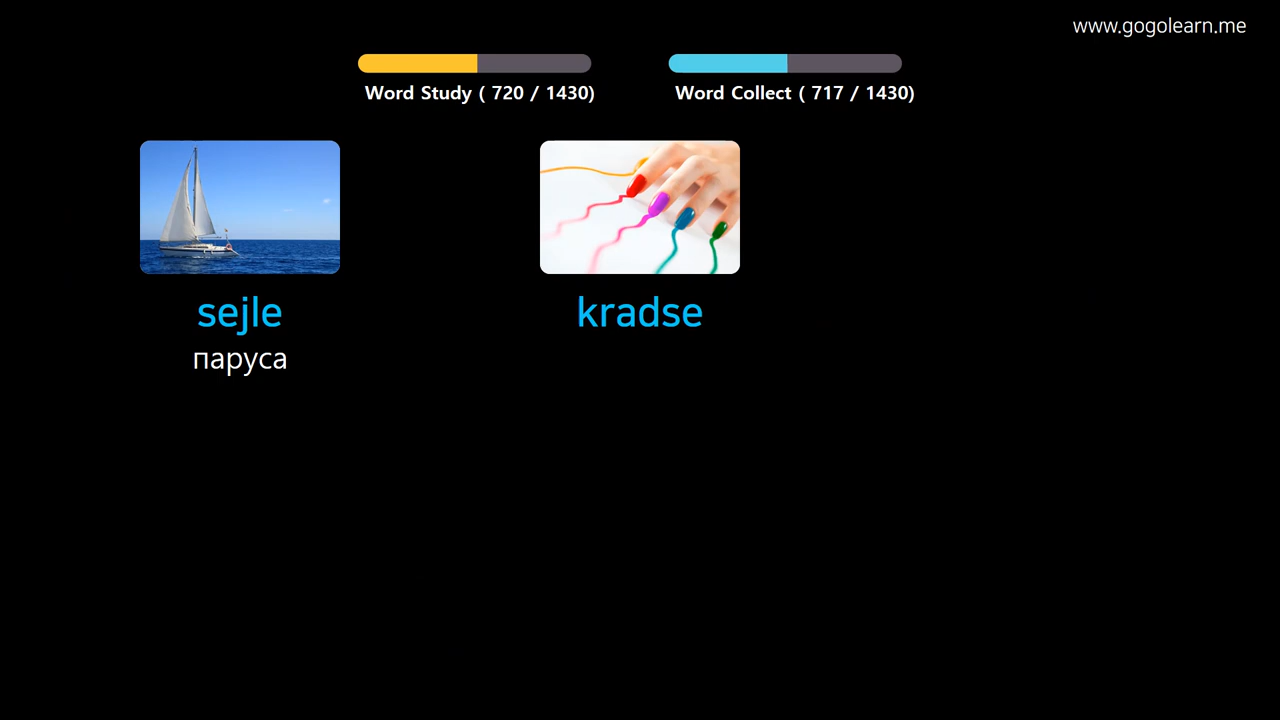 www.gogolearn.me
Word Study ( 720 / 1430)
Word Collect ( 717 / 1430)
sejle
паруса
kradse